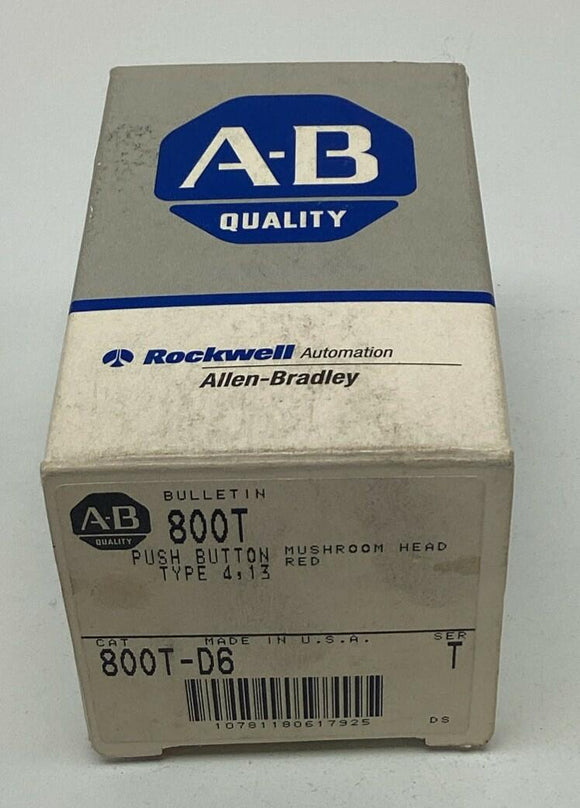 A-B
QUALITY
Rockwell Automation
Allen-Bradley
BULLETIN
A-B
QUALITY
800T
PUSH BUTTON MUSHROOM HEAD
TYPE 4,13 RED
CAT MADE IN U.S.A. SER
800T-D6 T
10781180617925 DS